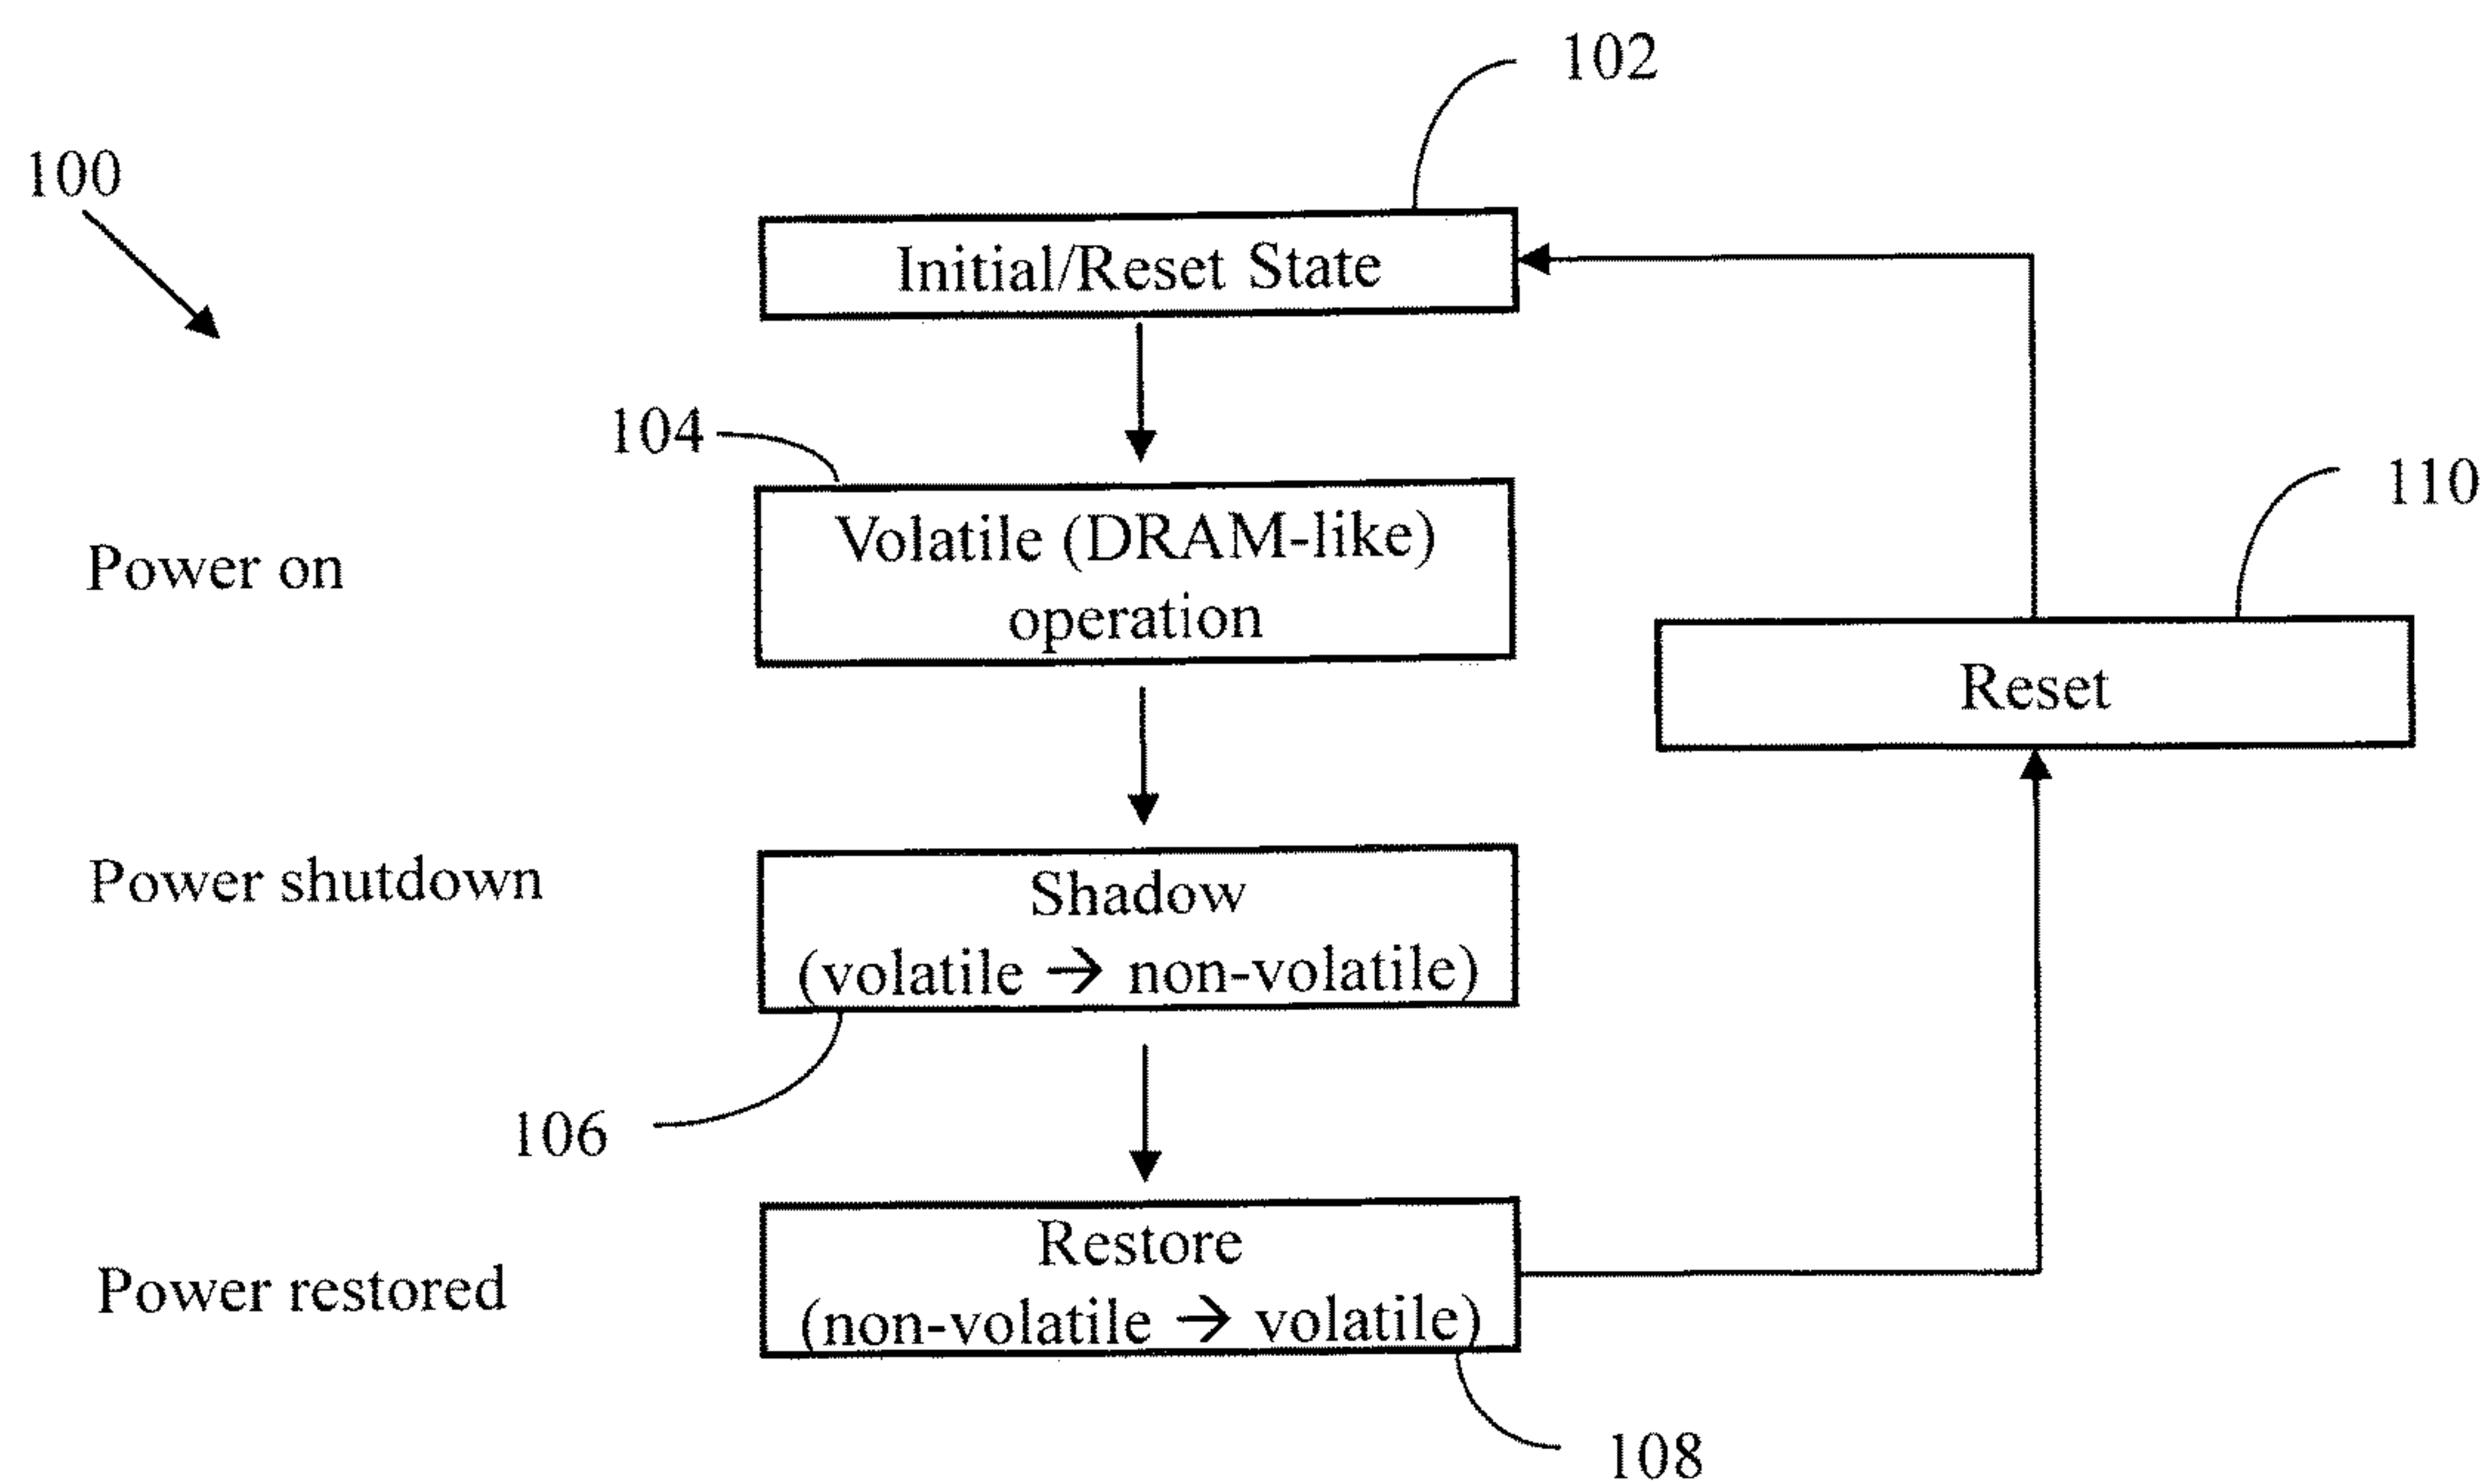 102
100
Initial/Reset State
104
Volatile (DRAM-like)
operation
110
Power on
Reset
Power shutdown
Shadow
(volatile → non-volatile)
106
Restore
Power restored
(non-volatile → volatile)
108